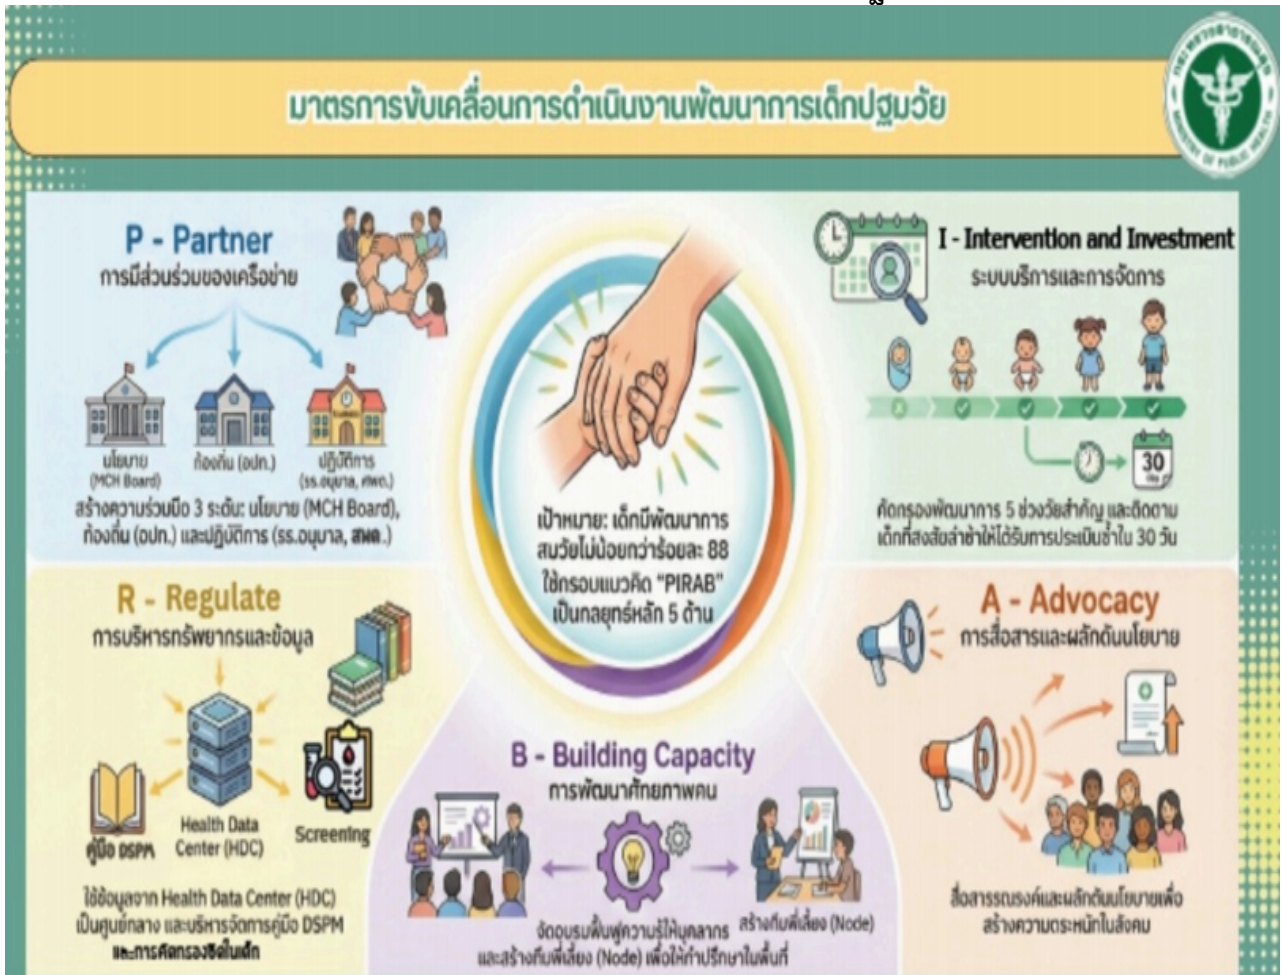 มาตรการขับเคลื่อนการดำเนินงานพัฒนาการเด็กปฐมวัย
MINISTRY OF PUBLIC HEALTH
P - Partner
การมีส่วนร่วมของเครือข่าย
นโยบาย
(MCH Board)
ท้องถิ่น (อปท.)
ปฏิบัติการ
(รร.อนุบาล, ศพด.)
สร้างความร่วมมือ 3 ระดับ: นโยบาย (MCH Board),
ท้องถิ่น (อปท.) และปฏิบัติการ (รร.อนุบาล, สพด.)
I - Intervention and Investment
ระบบบริการและการจัดการ
30
คัดกรองพัฒนาการ 5 ช่วงวัยสำคัญ และติดตาม
เด็กที่สงสัยล่าช้าให้ได้รับการประเมินซ้ำใน 30 วัน
เป้าหมาย: เด็กมีพัฒนาการ
สมวัยไม่น้อยกว่าร้อยละ 88
ใช้กรอบแนวคิด "PIRAB"
เป็นกลยุทธ์หลัก 5 ด้าน
R - Regulate
การบริหารทรัพยากรและข้อมูล
คู่มือ DSPM
Health Data
Center (HDC)
Screening
ใช้ข้อมูลจาก Health Data Center (HDC)
เป็นศูนย์กลาง และบริหารจัดการคู่มือ DSPM
และการคัดกรองซีดในเด็ก
B - Building Capacity
การพัฒนาศักยภาพคน
สร้างทีมพี่เลี้ยง (Node)
จัดอบรมฟื้นฟูความรู้ให้บุคลากร
และสร้างทีมพี่เลี้ยง (Node) เพื่อให้คำปรึกษาในพื้นที่
A - Advocacy
การสื่อสารและผลักดันนโยบาย
สื่อสารรณรงค์และผลักดันนโยบายเพื่อ
สร้างความตระหนักในสังคม